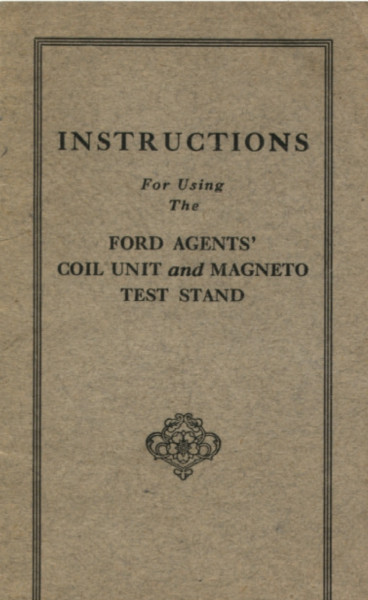 INSTRUCTIONS
For Using
The
FORD AGENTS'
COIL UNIT and MAGNETO
TEST STAND